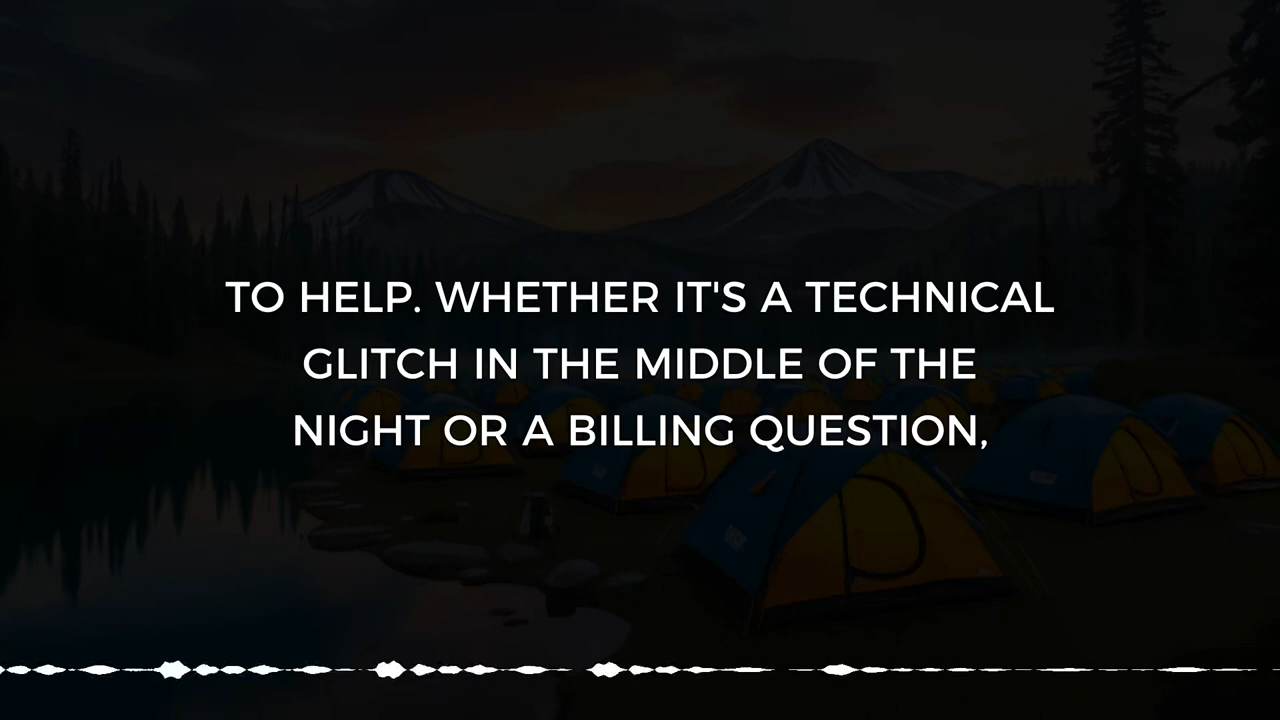 TO HELP. WHETHER IT'S A TECHNICAL
GLITCH IN THE MIDDLE OF THE
NIGHT OR A BILLING QUESTION,